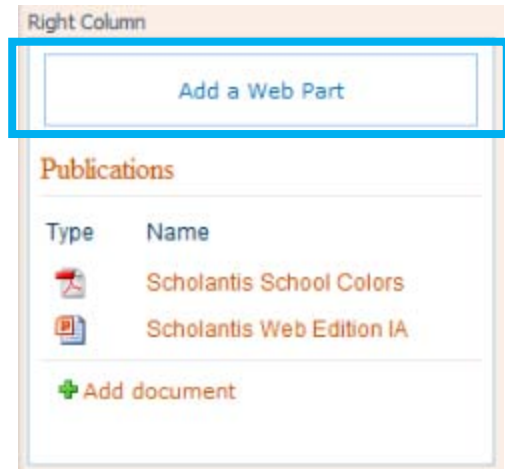 Right Column
Add a Web Part
Publications
Type Name
Scholantis School Colors
Scholantis Web Edition IA
Add document